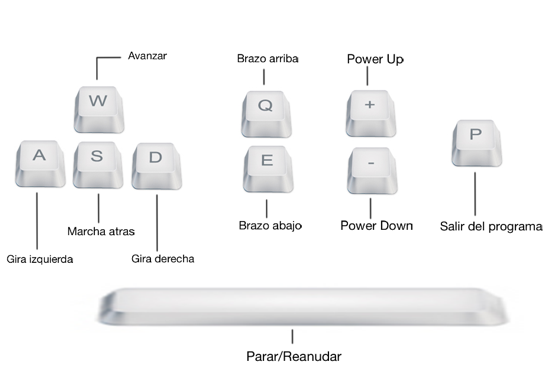 Avanzar
Brazo arriba
Power Up
W
Q
+
P
A
S
D
E
-
Marcha atras
Brazo abajo
Power Down
Salir del programa
Gira izquierda
Gira derecha
Parar/Reanudar